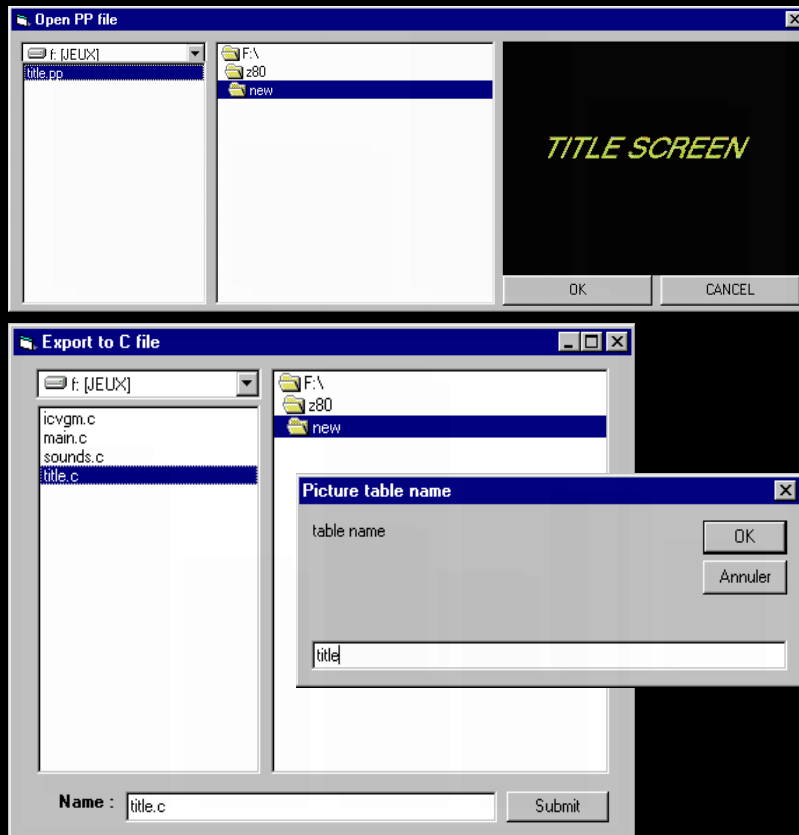 Open PP file
f: [JEUX]
title.pp
F:\
z80
new
TITLE SCREEN
OK
CANCEL
Export to C file
f: [JEUX]
icvgm.c
main.c
sounds.c
title.c
F:\
z80
new
Picture table name
table name
OK
Annuler
title
Name :
title.c
Submit